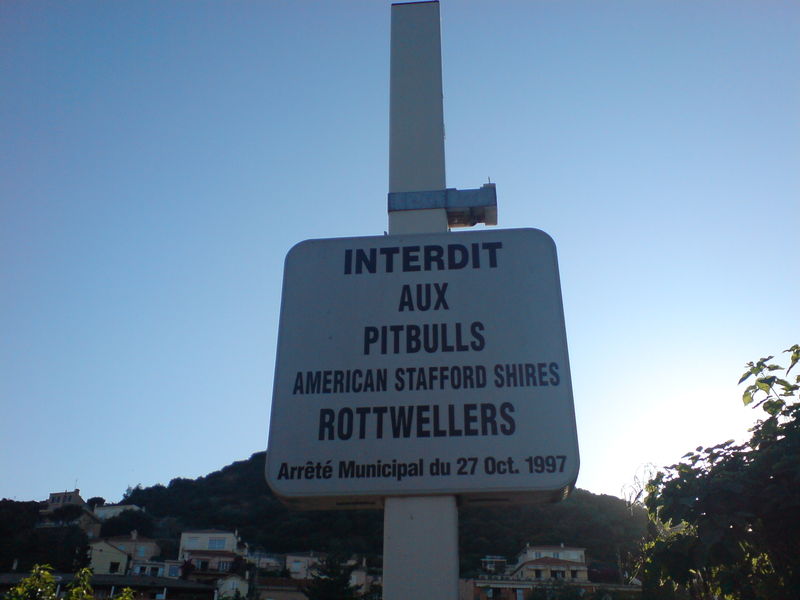 INTERDIT
AUX
PITBULLS
AMERICAN STAFFORD SHIRES
ROTTWELLERS
Arrêté Municipal du 27 Oct. 1997